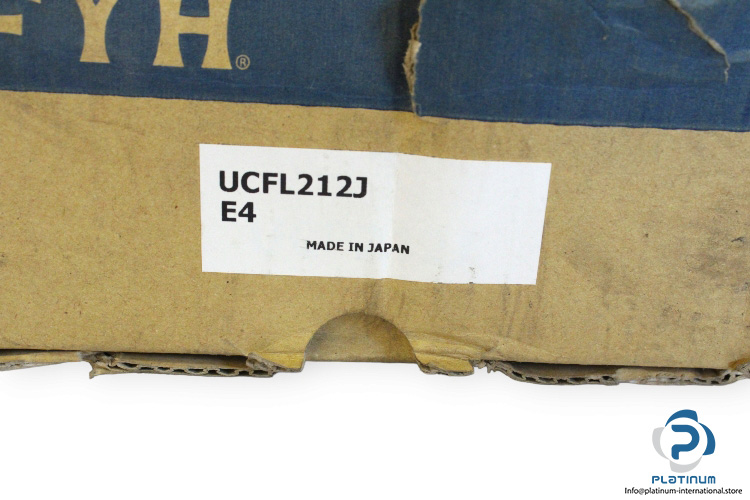 FYH®
UCFL212J
E4
MADE IN JAPAN
PLATINUM
Info@platinum-international.store